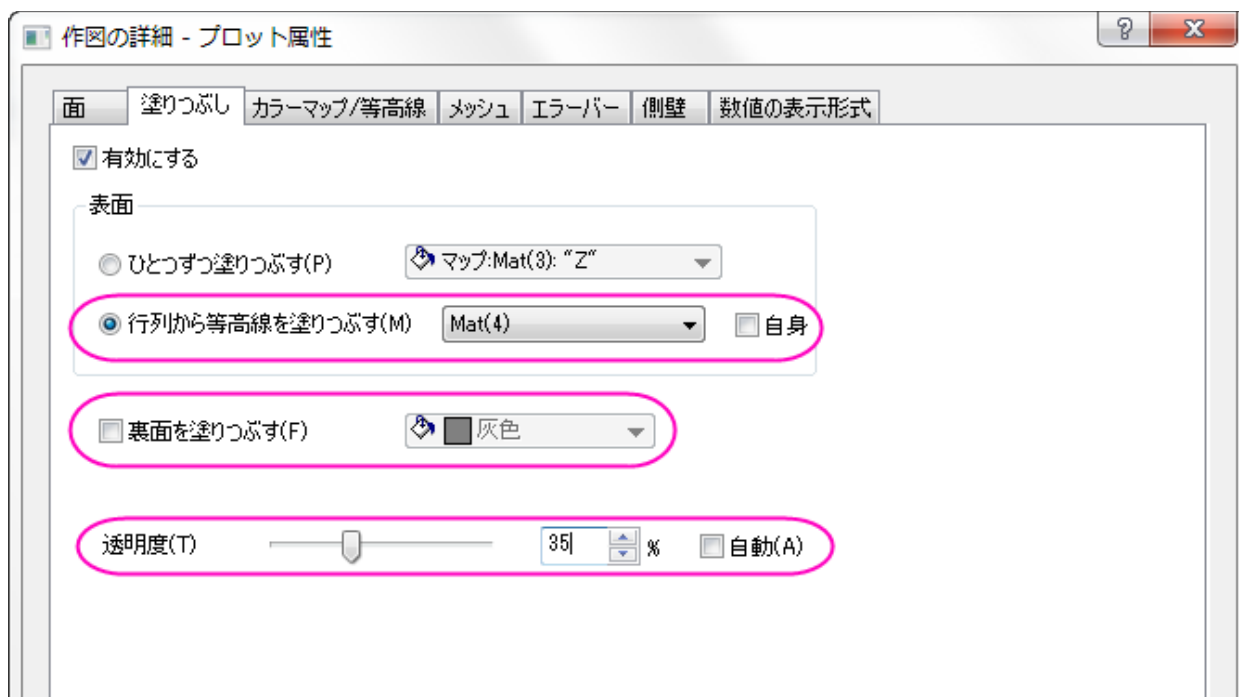 作図の詳細 - プロット属性
面 塗りつぶし カラーマップ/等高線 メッシュ エラーバー 側壁 数値の表示形式
有効にする
表面
ひとつずつ塗りつぶす(P) マップ:Mat(3): "Z"
行列から等高線を塗りつぶす(M) Mat(4) 自身
裏面を塗りつぶす(F) 灰色
透明度(T) 35 % 自動(A)